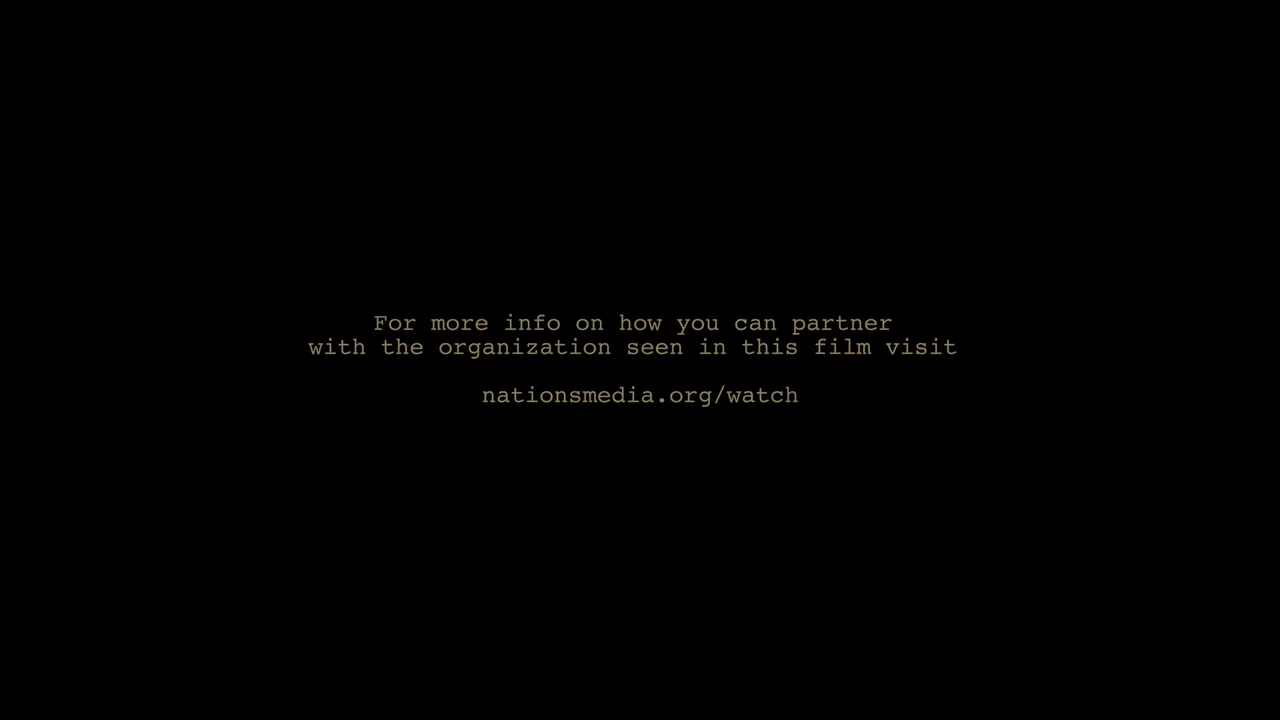 For more info on how you can partner
with the organization seen in this film visit
nationsmedia.org/watch